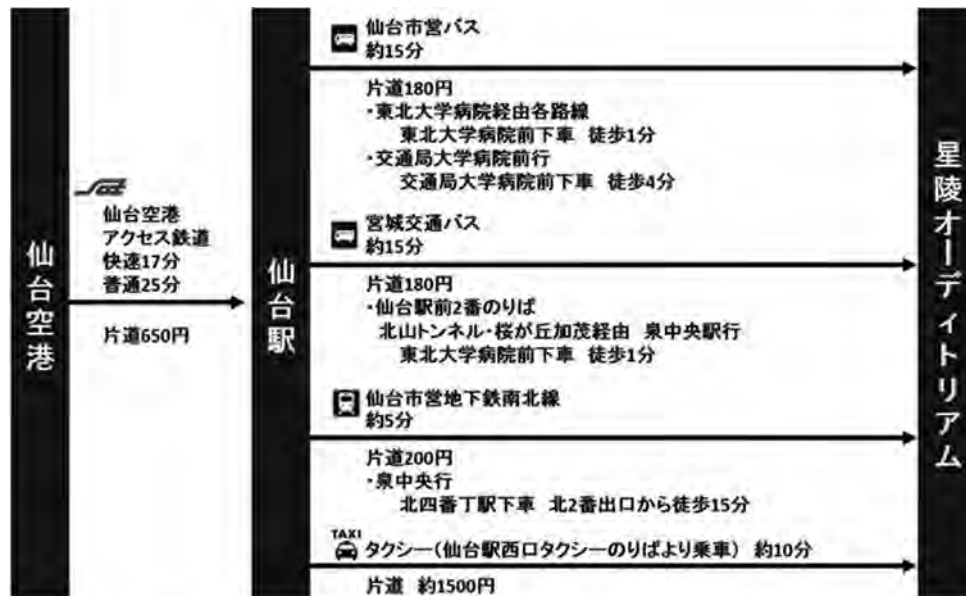 仙台空港
Sat
仙台空港
アクセス鉄道
快速17分
普通25分
片道650円
仙台駅
仙台市営バス
約15分
片道180円
・東北大学病院経由各路線
東北大学病院前下車 徒歩1分
・交通局大学病院前行
交通局大学病院前下車 徒歩4分
宮城交通バス
約15分
片道180円
・仙台駅前2番のりば
北山トンネル・桜が丘加茂経由 泉中央駅行
東北大学病院前下車 徒歩1分
仙台市営地下鉄南北線
約5分
片道200円
・泉中央行
北四番丁駅下車 北2番出口から徒歩15分
TAXI
タクシー(仙台駅西口タクシーのりばより乗車) 約10分
片道 約1500円
星陵オーディトリアム